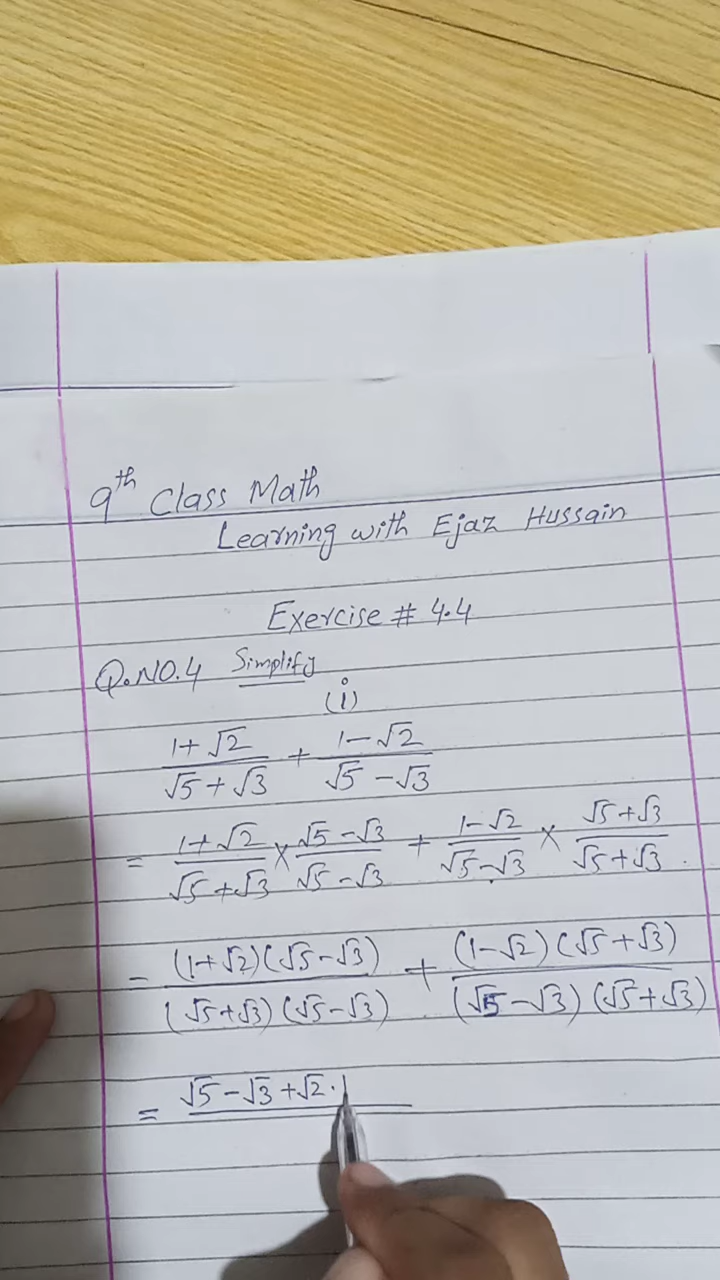 9th Class Math
Learning with Ejaz Hussain
Exercise # 4.4
Q.NO.4 Simplify
(i)
(1+√2)/(√5+√3) + (1-√2)/(√5-√3)
= (1+√2)/(√5+√3) × (√5-√3)/(√5-√3) + (1-√2)/(√5-√3) × (√5+√3)/(√5+√3).
= (1+√2)(√5-√3)/(√5+√3)(√5-√3) + (1-√2)(√5+√3)/(√5-√3)(√5+√3)
= √5-√3+√2·